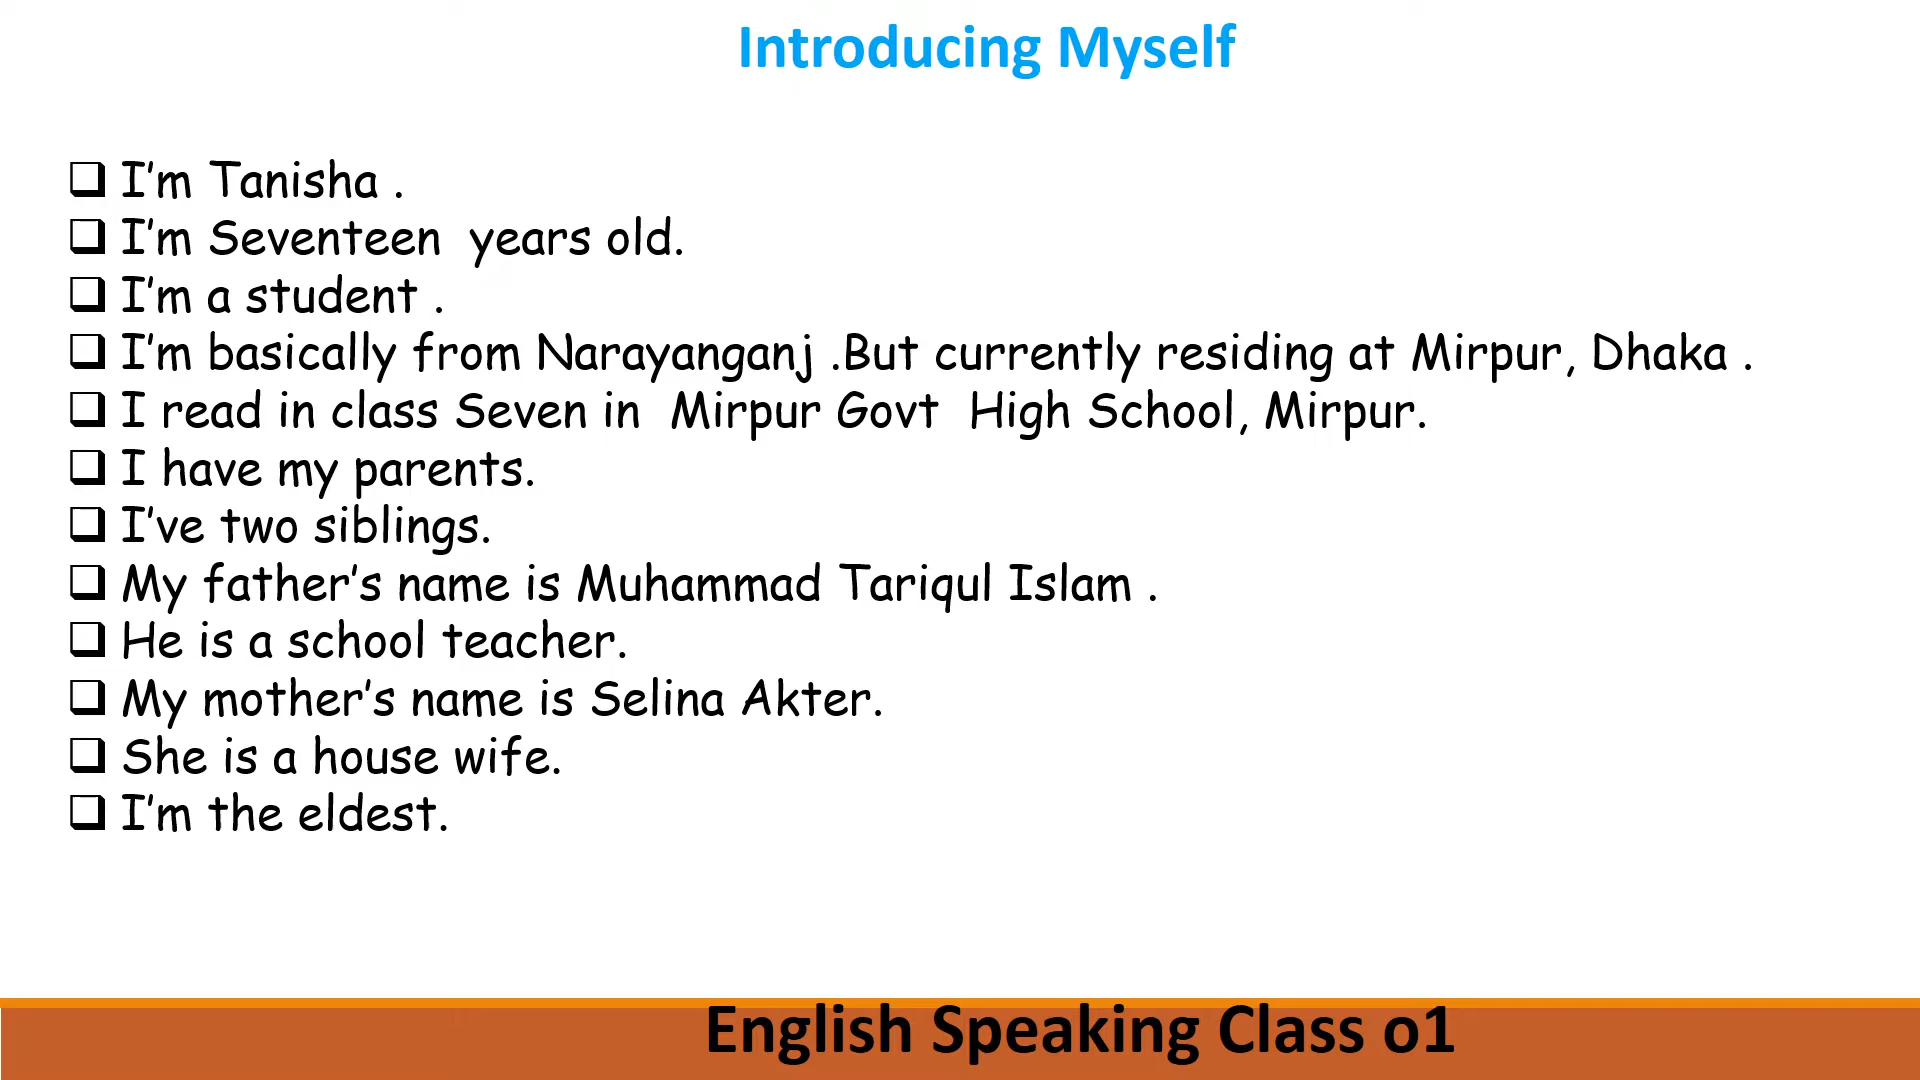 Introducing Myself
❑ I’m Tanisha .
❑ I’m Seventeen  years old.
❑ I’m a student .
❑ I’m basically from Narayanganj .But currently residing at Mirpur, Dhaka .
❑ I read in class Seven in  Mirpur Govt  High School, Mirpur.
❑ I have my parents.
❑ I’ve two siblings.
❑ My father’s name is Muhammad Tariqul Islam .
❑ He is a school teacher.
❑ My mother’s name is Selina Akter.
❑ She is a house wife.
❑ I’m the eldest.
English Speaking Class o1